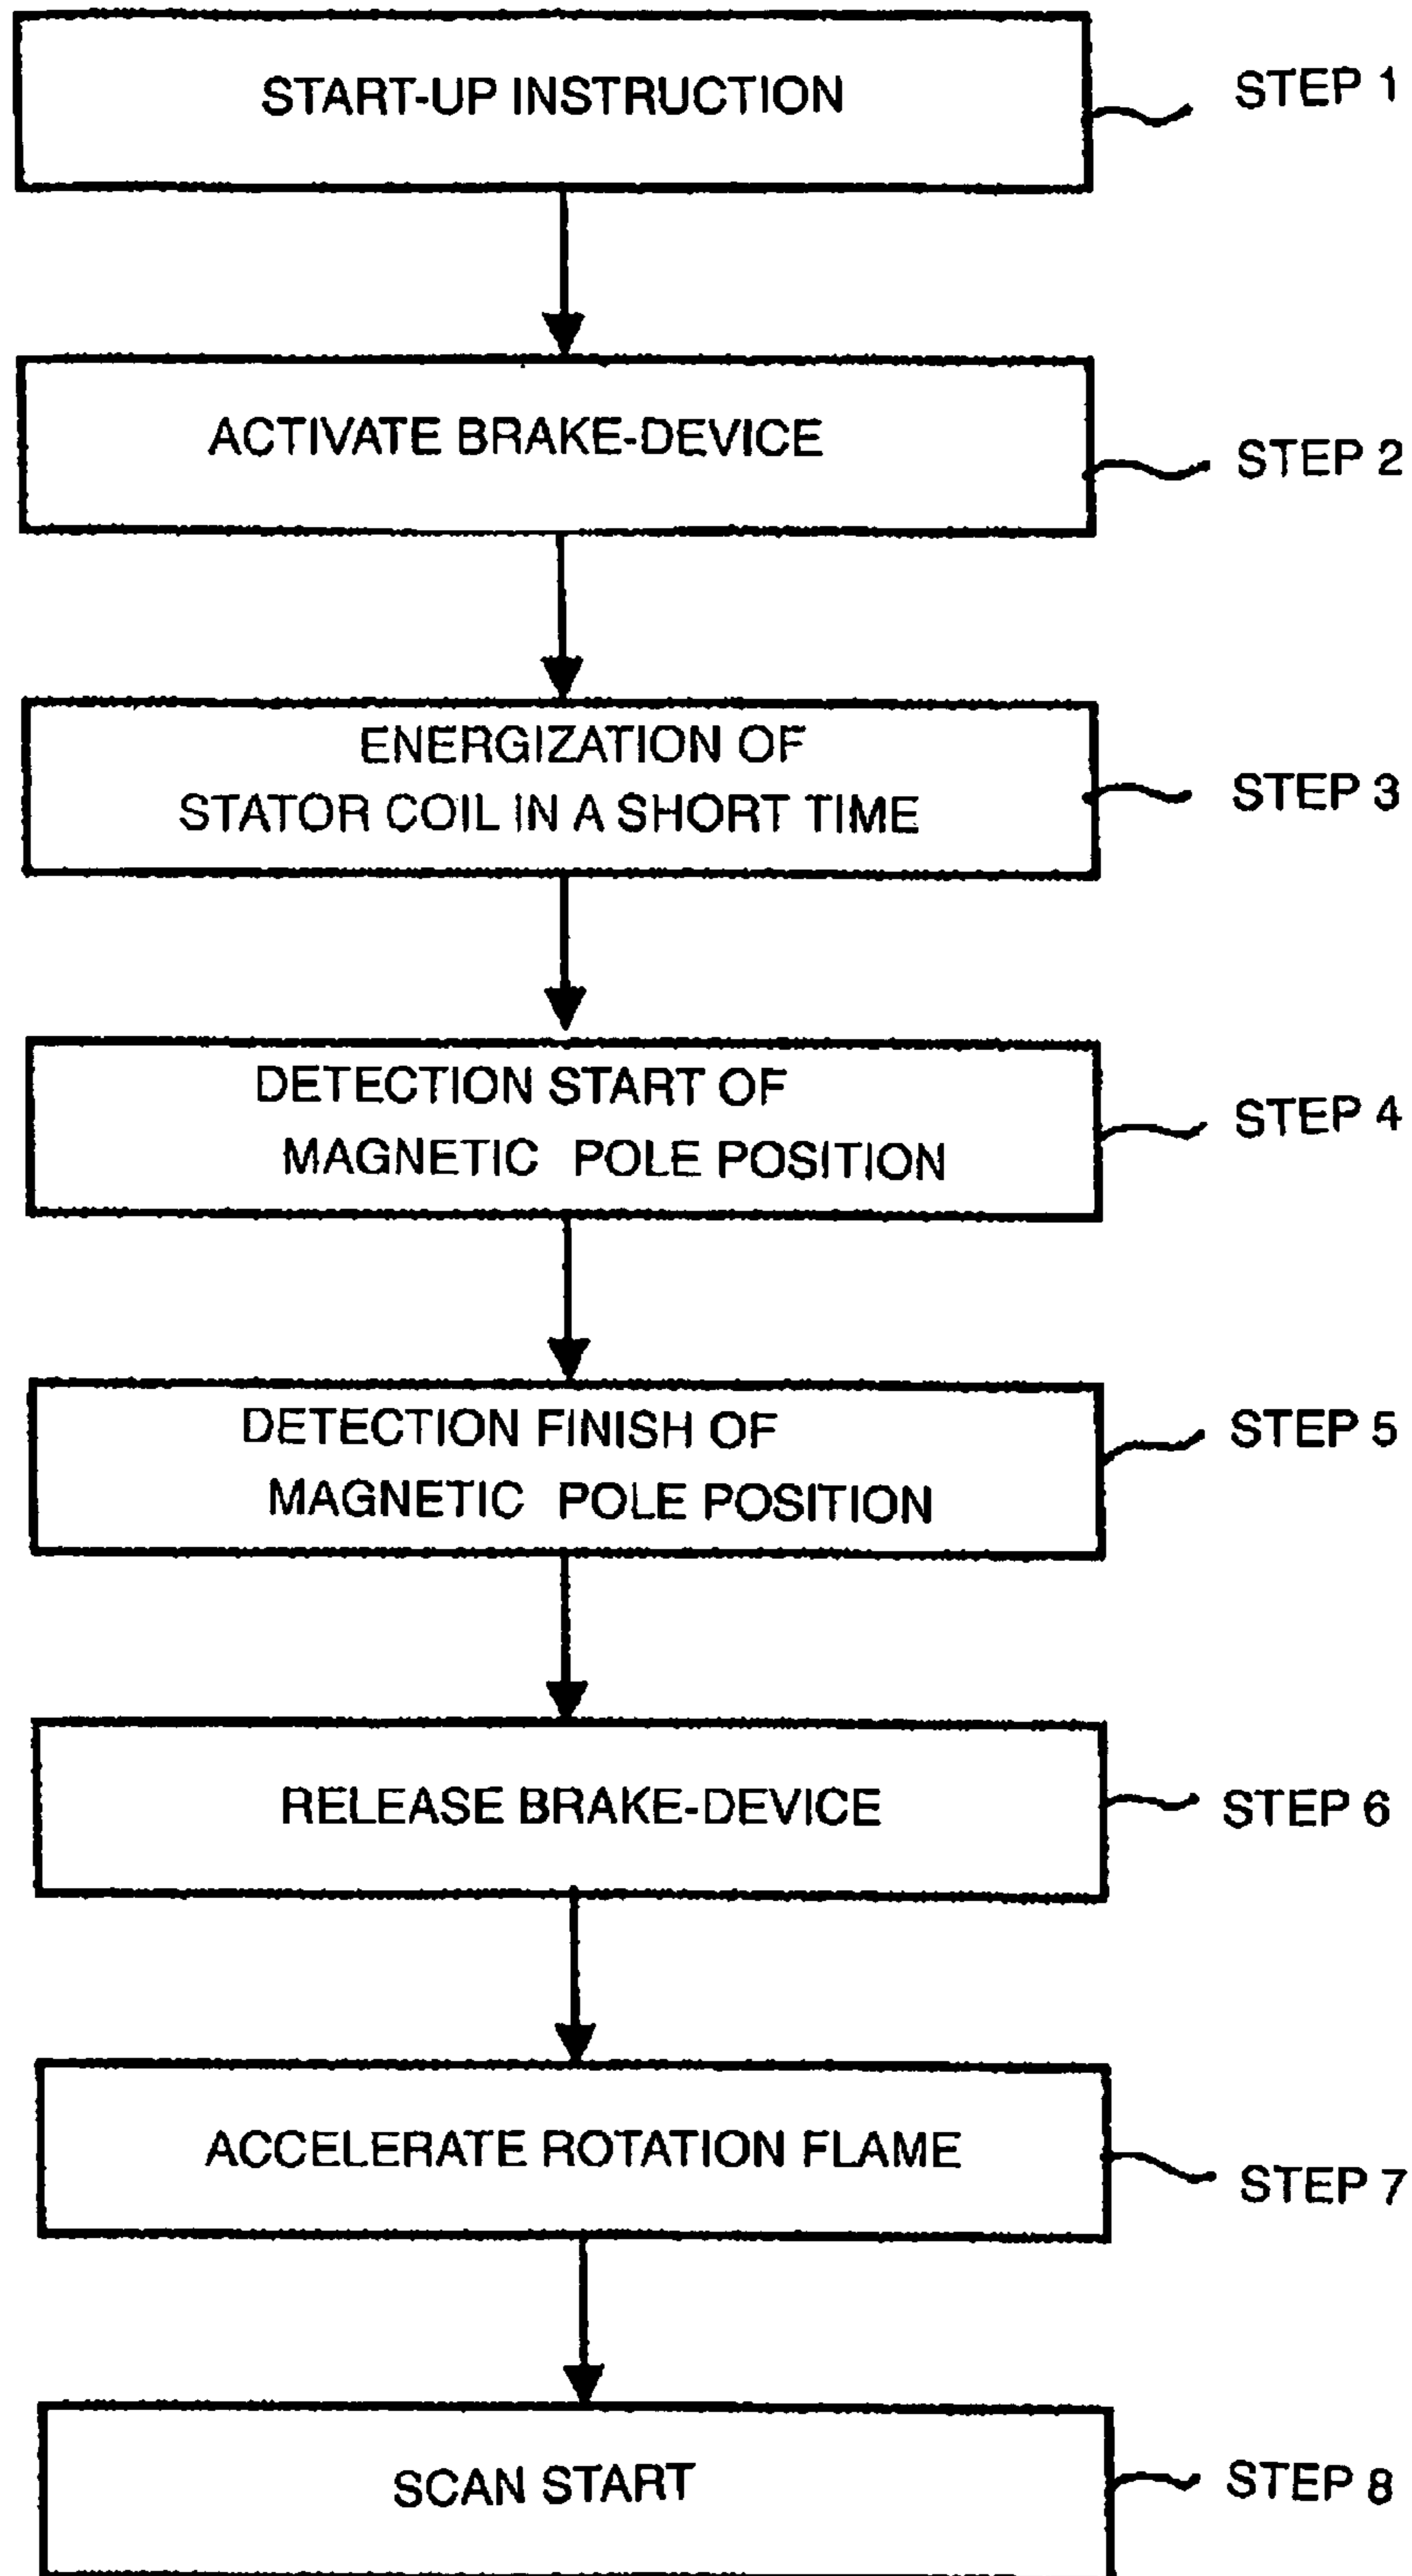 START-UP INSTRUCTION
STEP 1
ACTIVATE BRAKE-DEVICE
STEP 2
ENERGIZATION OF
STATOR COIL IN A SHORT TIME
STEP 3
DETECTION START OF
MAGNETIC POLE POSITION
STEP 4
DETECTION FINISH OF
MAGNETIC POLE POSITION
STEP 5
RELEASE BRAKE-DEVICE
STEP 6
ACCELERATE ROTATION FLAME
STEP 7
SCAN START
STEP 8